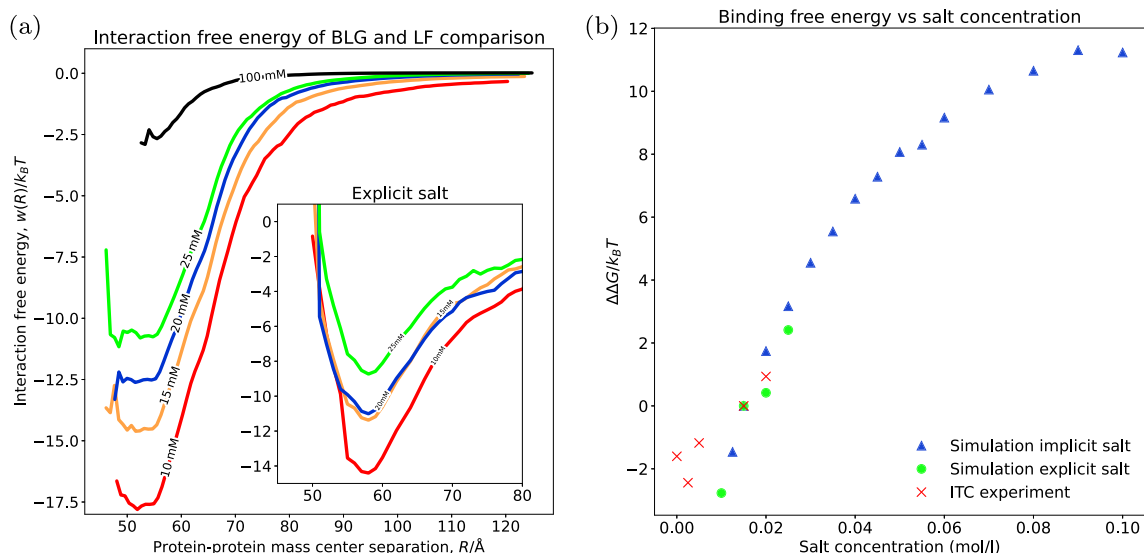 (a)
Interaction free energy of BLG and LF comparison
0.0
−2.5
−5.0
−7.5
−10.0
−12.5
−15.0
−17.5
Interaction free energy, w(R)/k_BT
100 mM
25 mM
20 mM
15 mM
10 mM
50
60
70
80
90
100
110
120
Protein-protein mass center separation, R/Å
Explicit salt
0
−2
−4
−6
−8
−10
−12
−14
25mM
15mM
20mM
10mM
50
60
70
80
(b)
Binding free energy vs salt concentration
12
10
8
6
4
2
0
−2
ΔΔG/k_BT
Simulation implicit salt
Simulation explicit salt
ITC experiment
0.00
0.02
0.04
0.06
0.08
0.10
Salt concentration (mol/l)